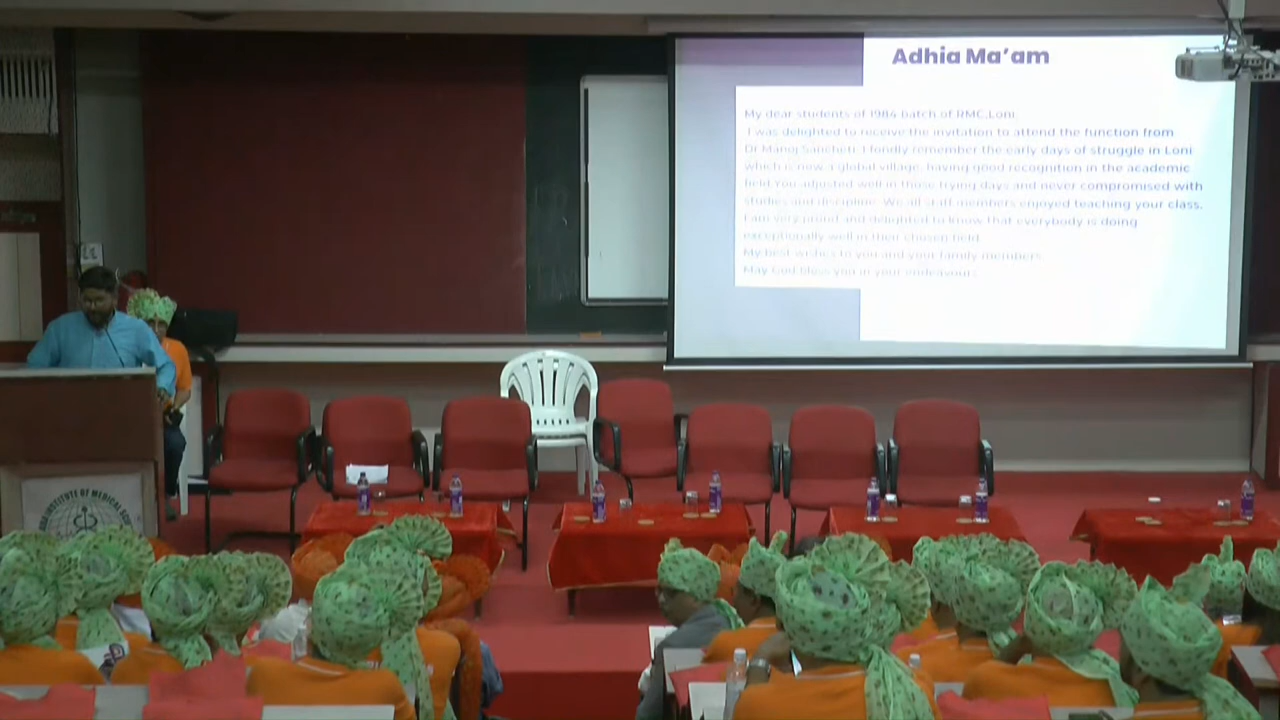 Adhia Ma'am
My dear students of 1984 batch of RMC,Loni.
I was delighted to receive the invitation to attend the function from
Dr Manoj Sancheti. I fondly remember the early days of struggle in Loni
which is now a global village, having good recognition in the academic
field.You adjusted well in those trying days and never compromised with
studies and discipline. We all staff members enjoyed teaching your class.
I am very proud and delighted to know that everybody is doing
exceptionally well in their chosen field.
My best wishes to you and your family members.
May God bless you in your endeavours.
INSTITUTE OF MEDICAL